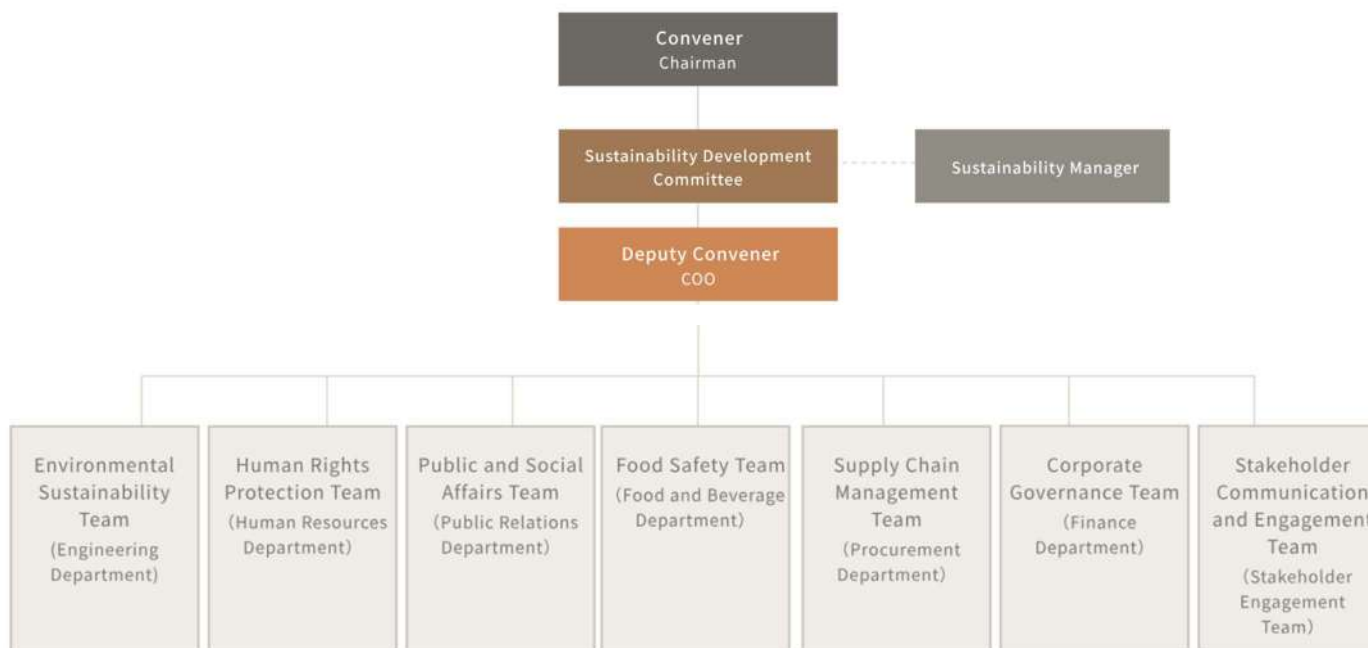 Convener
Chairman
Sustainability Development
Committee
Sustainability Manager
Deputy Convener
COO
Environmental
Sustainability
Team
(Engineering
Department)
Human Rights
Protection Team
（Human Resources
Department）
Public and Social
Affairs Team
（Public Relations
Department）
Food Safety Team
（Food and Beverage
Department）
Supply Chain
Management
Team
（Procurement
Department）
Corporate
Governance Team
（Finance
Department）
Stakeholder
Communication
and Engagement
Team
（Stakeholder
Engagement
Team）